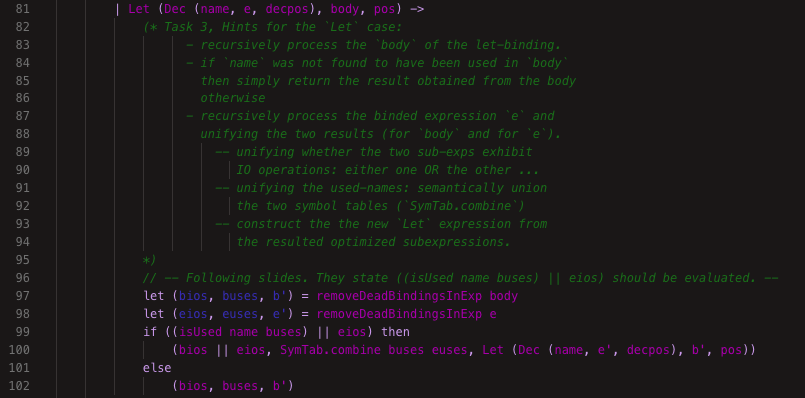 81 | Let (Dec (name, e, decpos), body, pos) ->
82 (* Task 3, Hints for the `Let` case:
83 - recursively process the `body` of the let-binding.
84 - if `name` was not found to have been used in `body`
85 then simply return the result obtained from the body
86 otherwise
87 - recursively process the binded expression `e` and
88 unifying the two results (for `body` and for `e`).
89 -- unifying whether the two sub-exps exhibit
90 IO operations: either one OR the other ...
91 -- unifying the used-names: semantically union
92 the two symbol tables (`SymTab.combine`)
93 -- construct the the new `Let` expression from
94 the resulted optimized subexpressions.
95 *)
96 // -- Following slides. They state ((isUsed name buses) || eios) should be evaluated. --
97 let (bios, buses, b') = removeDeadBindingsInExp body
98 let (eios, euses, e') = removeDeadBindingsInExp e
99 if ((isUsed name buses) || eios) then
100 (bios || eios, SymTab.combine buses euses, Let (Dec (name, e', decpos), b', pos))
101 else
102 (bios, buses, b')